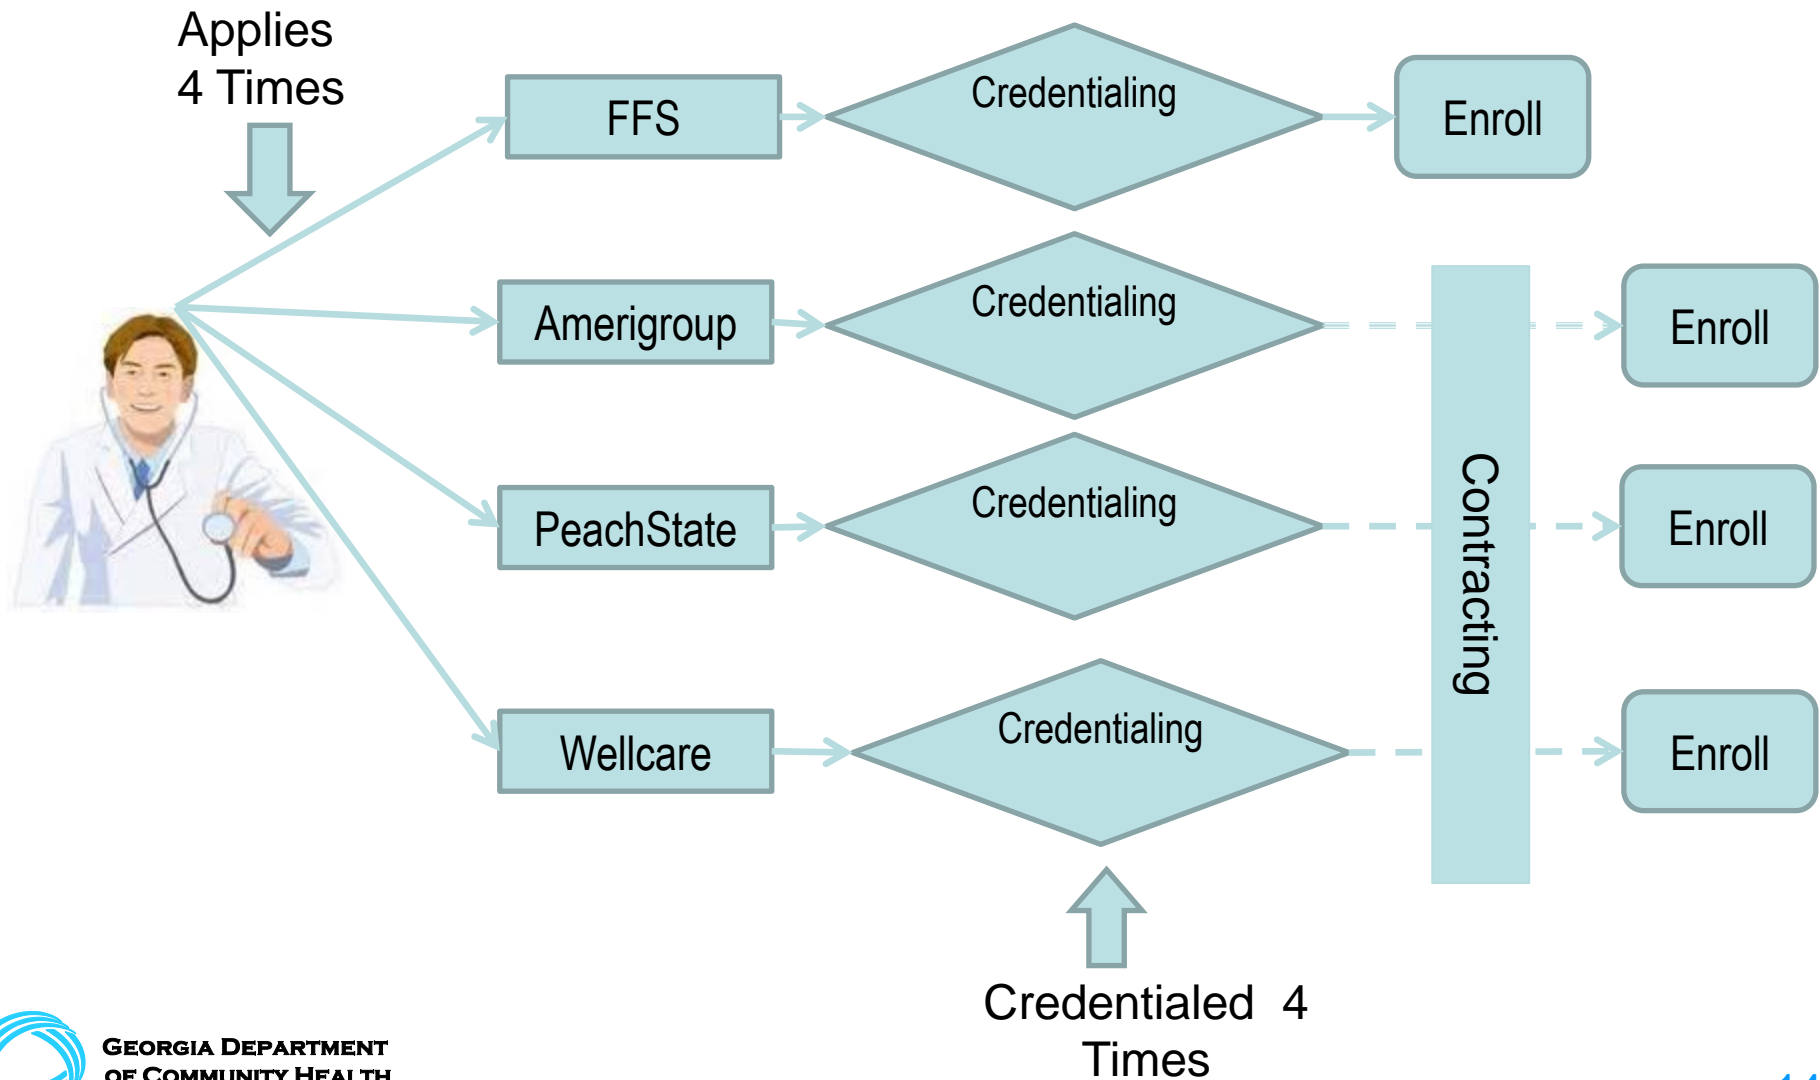 Applies
4 Times
FFS
Credentialing
Enroll
Amerigroup
Credentialing
Enroll
PeachState
Credentialing
Enroll
Contracting
Wellcare
Credentialing
Enroll
Credentialed 4
Times
GEORGIA DEPARTMENT
OF COMMUNITY HEALTH